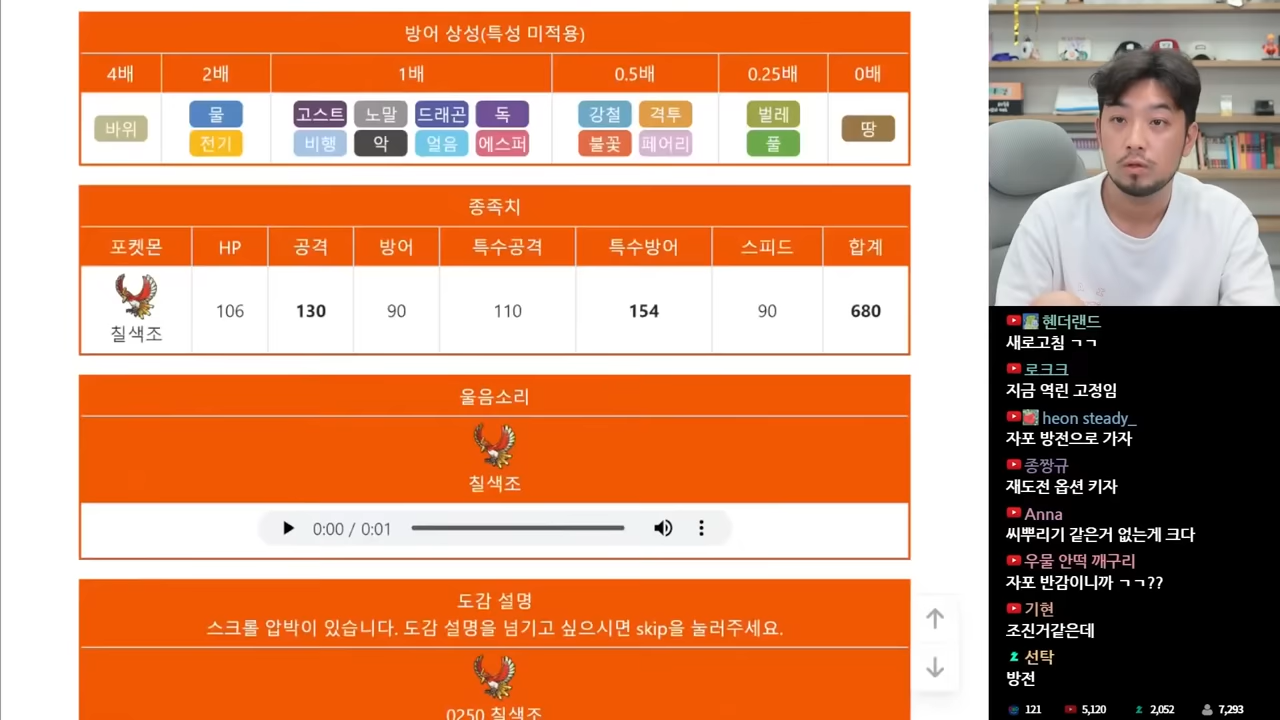 방어 상성(특성 미적용)
4배 2배 1배 0.5배 0.25배 0배
바위 물 고스트 노말 드래곤 독 강철 격투 벌레 땅
전기 비행 악 얼음 에스퍼 불꽃 페어리 풀
종족치
포켓몬 HP 공격 방어 특수공격 특수방어 스피드 합계
칠색조 106 130 90 110 154 90 680
울음소리
칠색조
0:00 / 0:01
도감 설명
스크롤 압박이 있습니다. 도감 설명을 넘기고 싶으시면 skip을 눌러주세요.
0250 칠색조
헨더랜드
새로고침 ㄱㄱ
로크크
지금 역린 고정임
heon steady_
자포 방전으로 가자
종짱규
재도전 옵션 키자
Anna
씨뿌리기 같은거 없는게 크다
우물 안떡 깨구리
자포 반감이니까 ㄱㄱ??
기현
조진거같은데
선탁
방전
121 5,120 2,052 7,293